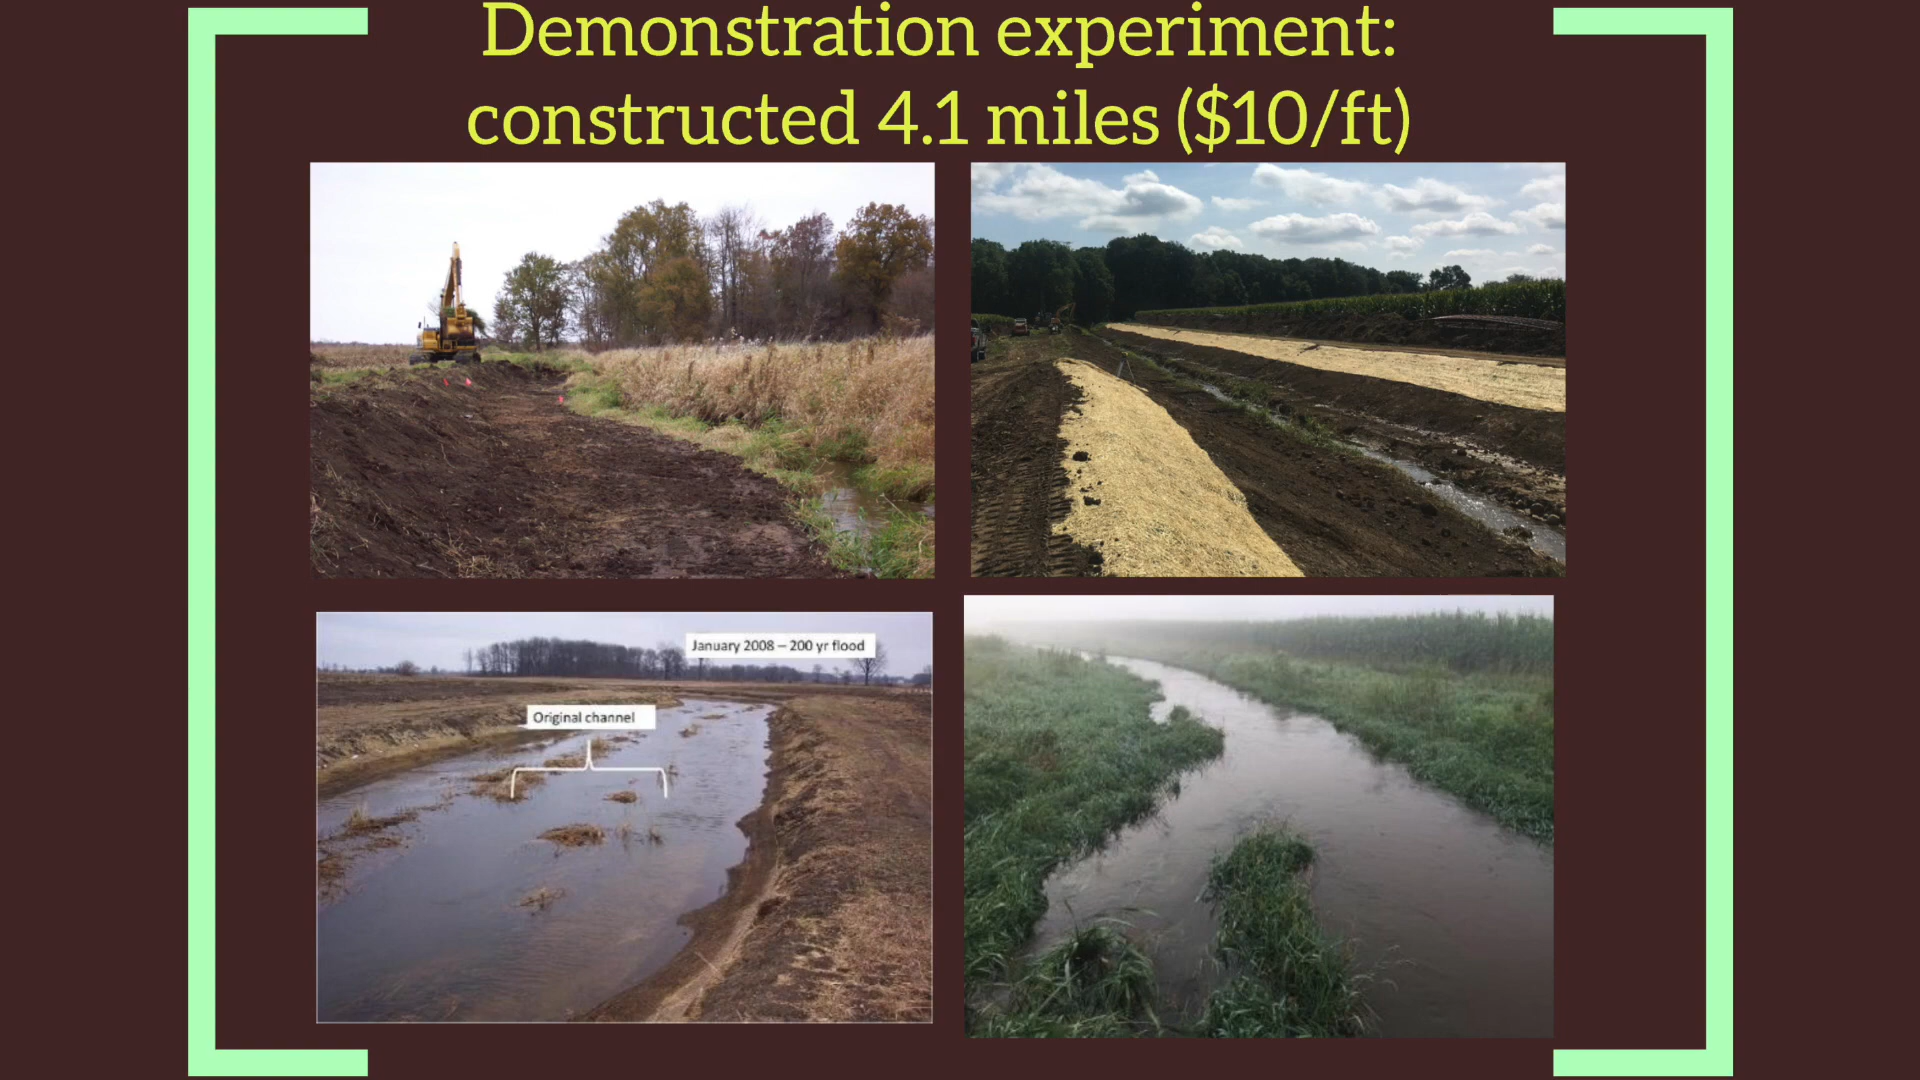 Demonstration experiment:
constructed 4.1 miles ($10/ft)
January 2008 – 200 yr flood
Original channel